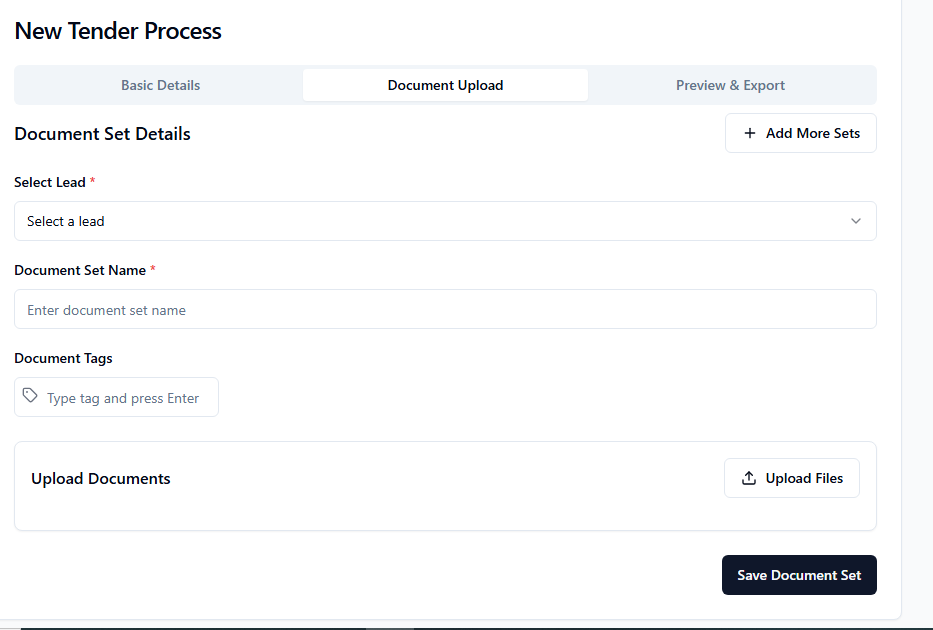 New Tender Process
Basic Details
Document Upload
Preview & Export
Document Set Details
+ Add More Sets
Select Lead *
Select a lead
Document Set Name *
Enter document set name
Document Tags
Type tag and press Enter
Upload Documents
Upload Files
Save Document Set